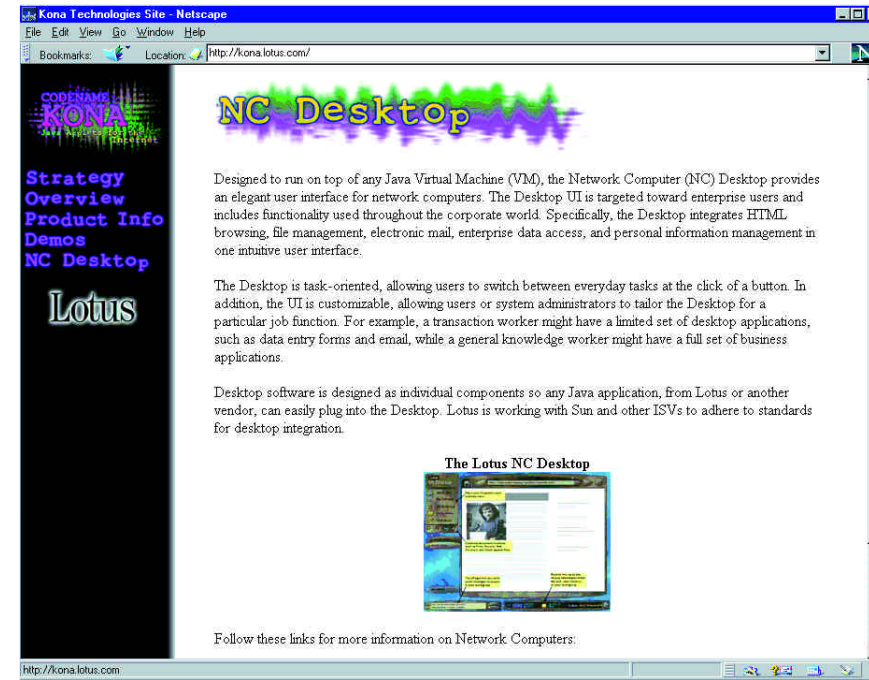 Kona Technologies Site - Netscape
File Edit View Go Window Help
Bookmarks: Location: http://kona.lotus.com/
CODENAME
KONA
Java Applets for the
Internet
Strategy
Overview
Product Info
Demos
NC Desktop
Lotus
NC Desktop
Designed to run on top of any Java Virtual Machine (VM), the Network Computer (NC) Desktop provides
an elegant user interface for network computers. The Desktop UI is targeted toward enterprise users and
includes functionality used throughout the corporate world. Specifically, the Desktop integrates HTML
browsing, file management, electronic mail, enterprise data access, and personal information management in
one intuitive user interface.
The Desktop is task-oriented, allowing users to switch between everyday tasks at the click of a button. In
addition, the UI is customizable, allowing users or system administrators to tailor the Desktop for a
particular job function. For example, a transaction worker might have a limited set of desktop applications,
such as data entry forms and email, while a general knowledge worker might have a full set of business
applications.
Desktop software is designed as individual components so any Java application, from Lotus or another
vendor, can easily plug into the Desktop. Lotus is working with Sun and other ISVs to adhere to standards
for desktop integration.
The Lotus NC Desktop
Follow these links for more information on Network Computers:
http://kona.lotus.com